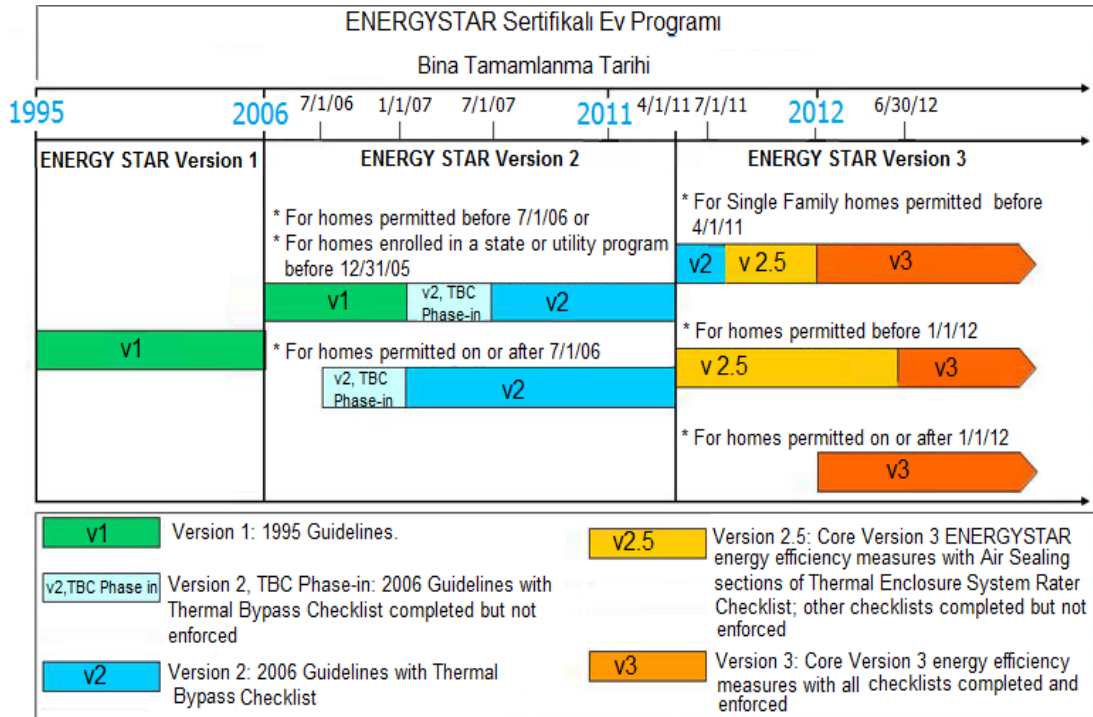 ENERGYSTAR Sertifikalı Ev Programı
Bina Tamamlanma Tarihi
1995
2006
7/1/06
1/1/07
7/1/07
2011
4/1/11
7/1/11
2012
6/30/12
ENERGY STAR Version 1
ENERGY STAR Version 2
ENERGY STAR Version 3
v1
* For homes permitted before 7/1/06 or
* For homes enrolled in a state or utility program
before 12/31/05
v1
v2, TBC
Phase-in
v2
* For homes permitted on or after 7/1/06
v2, TBC
Phase-in
v2
* For Single Family homes permitted before
4/1/11
v2
v 2.5
v3
* For homes permitted before 1/1/12
v 2.5
v3
* For homes permitted on or after 1/1/12
v3
v1
Version 1: 1995 Guidelines.
v2,TBC Phase in
Version 2, TBC Phase-in: 2006 Guidelines with
Thermal Bypass Checklist completed but not
enforced
v2
Version 2: 2006 Guidelines with Thermal
Bypass Checklist
v2.5
Version 2.5: Core Version 3 ENERGYSTAR
energy efficiency measures with Air Sealing
sections of Thermal Enclosure System Rater
Checklist; other checklists completed but not
enforced
v3
Version 3: Core Version 3 energy efficiency
measures with all checklists completed and
enforced